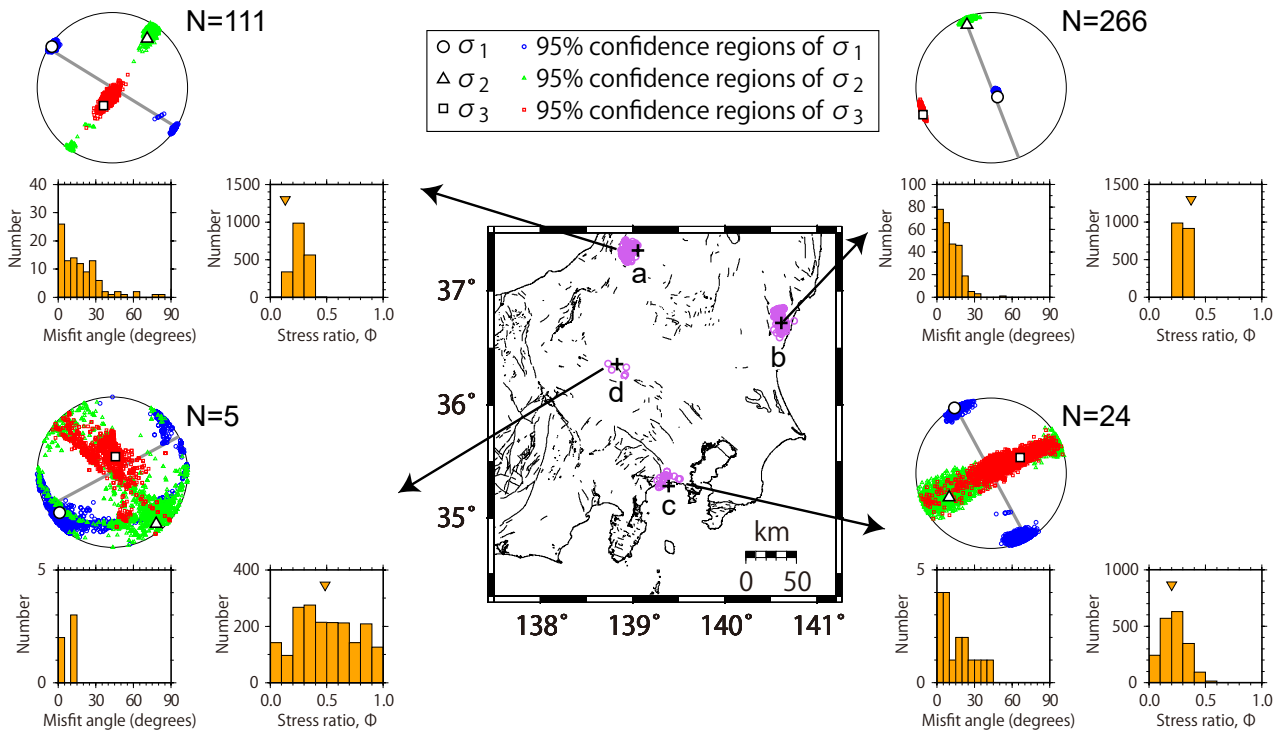 N=111
N=266
σ1 95% confidence regions of σ1
σ2 95% confidence regions of σ2
σ3 95% confidence regions of σ3
40
30
20
10
0
Number
0 30 60 90
Misfit angle (degrees)
1500
1000
500
0
0.0 0.5 1.0
Stress ratio, Φ
100
80
60
40
20
0
Number
0 30 60 90
Misfit angle (degrees)
1500
1000
500
0
0.0 0.5 1.0
Stress ratio, Φ
37°
36°
35°
138° 139° 140° 141°
a
b
d
c
km
0 50
N=5
N=24
5
0
Number
0 30 60 90
Misfit angle (degrees)
400
200
0
0.0 0.5 1.0
Stress ratio, Φ
5
0
Number
0 30 60 90
Misfit angle (degrees)
1000
500
0
0.0 0.5 1.0
Stress ratio, Φ